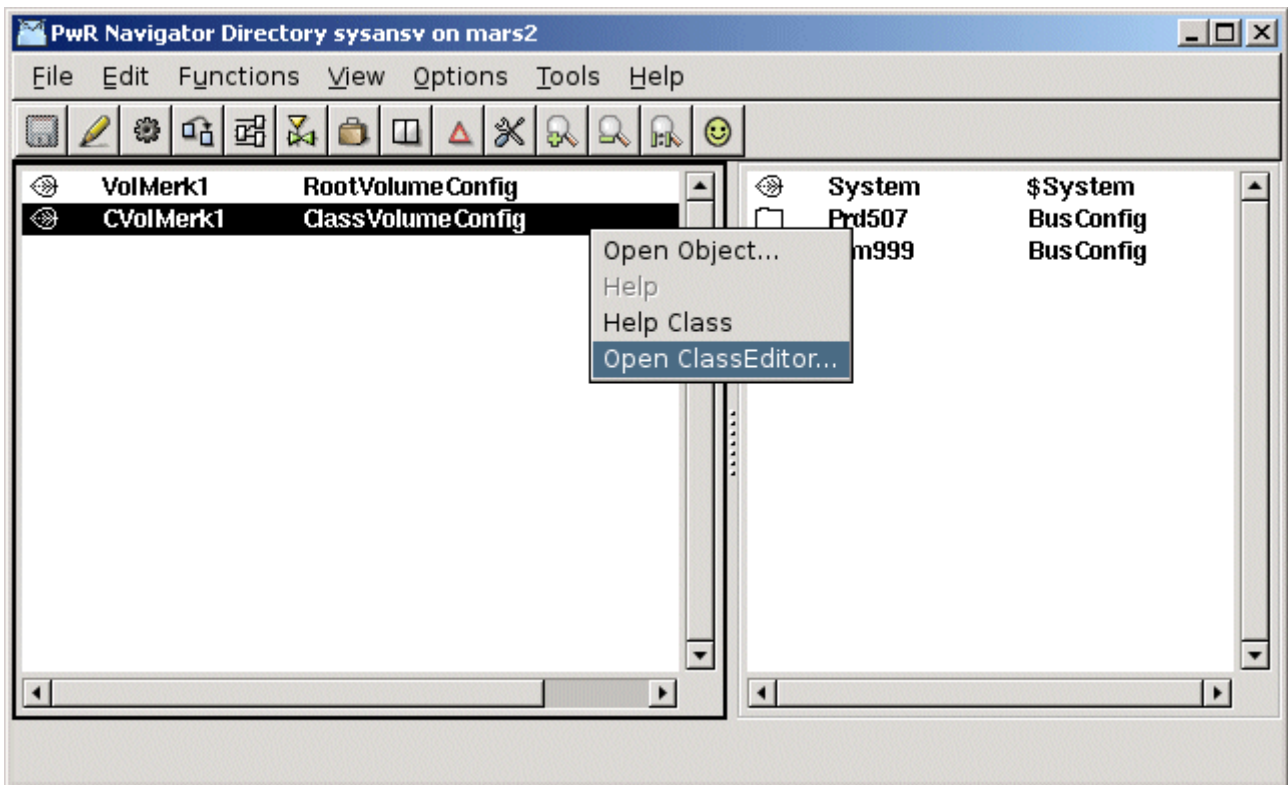 PwR Navigator Directory sysansv on mars2
File Edit Functions View Options Tools Help
VolMerk1 RootVolumeConfig
CVolMerk1 ClassVolumeConfig
System $System
Prd507 BusConfig
m999 BusConfig
Open Object...
Help
Help Class
Open ClassEditor...